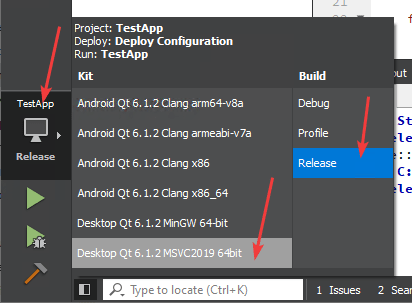 21
Project: TestApp
Deploy: Deploy Configuration
Run: TestApp
Kit
Build
TestApp
Release
Android Qt 6.1.2 Clang arm64-v8a
Debug
Android Qt 6.1.2 Clang armeabi-v7a
Profile
Android Qt 6.1.2 Clang x86
Release
Android Qt 6.1.2 Clang x86_64
Desktop Qt 6.1.2 MinGW 64-bit
Desktop Qt 6.1.2 MSVC2019 64bit
Type to locate (Ctrl+K)
1 Issues
2 Sear